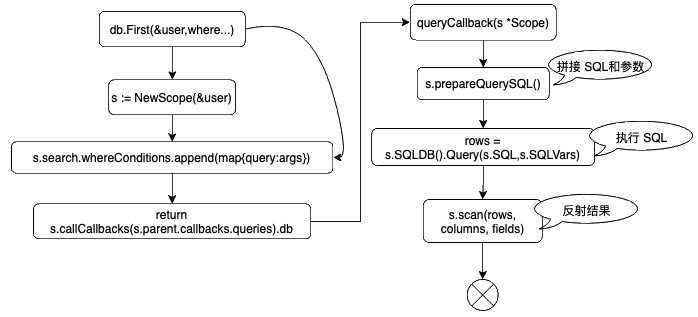 db.First(&user,where...)
s := NewScope(&user)
s.search.whereConditions.append(map{query:args})
return
s.callCallbacks(s.parent.callbacks.queries).db
queryCallback(s *Scope)
s.prepareQuerySQL()
拼接 SQL和参数
rows =
s.SQLDB().Query(s.SQL,s.SQLVars)
执行 SQL
s.scan(rows,
columns, fields)
反射结果